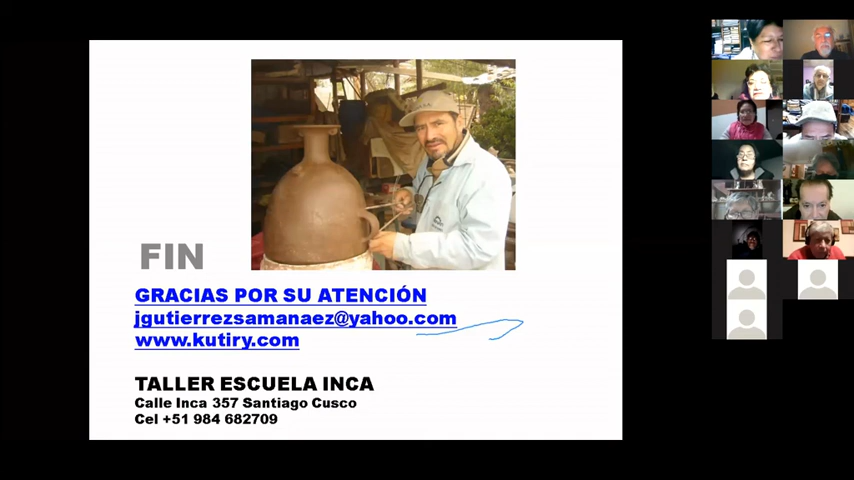 FIN
GRACIAS POR SU ATENCIÓN
jgutierrezsamanaez@yahoo.com
www.kutiry.com
TALLER ESCUELA INCA
Calle Inca 357 Santiago Cusco
Cel +51 984 682709